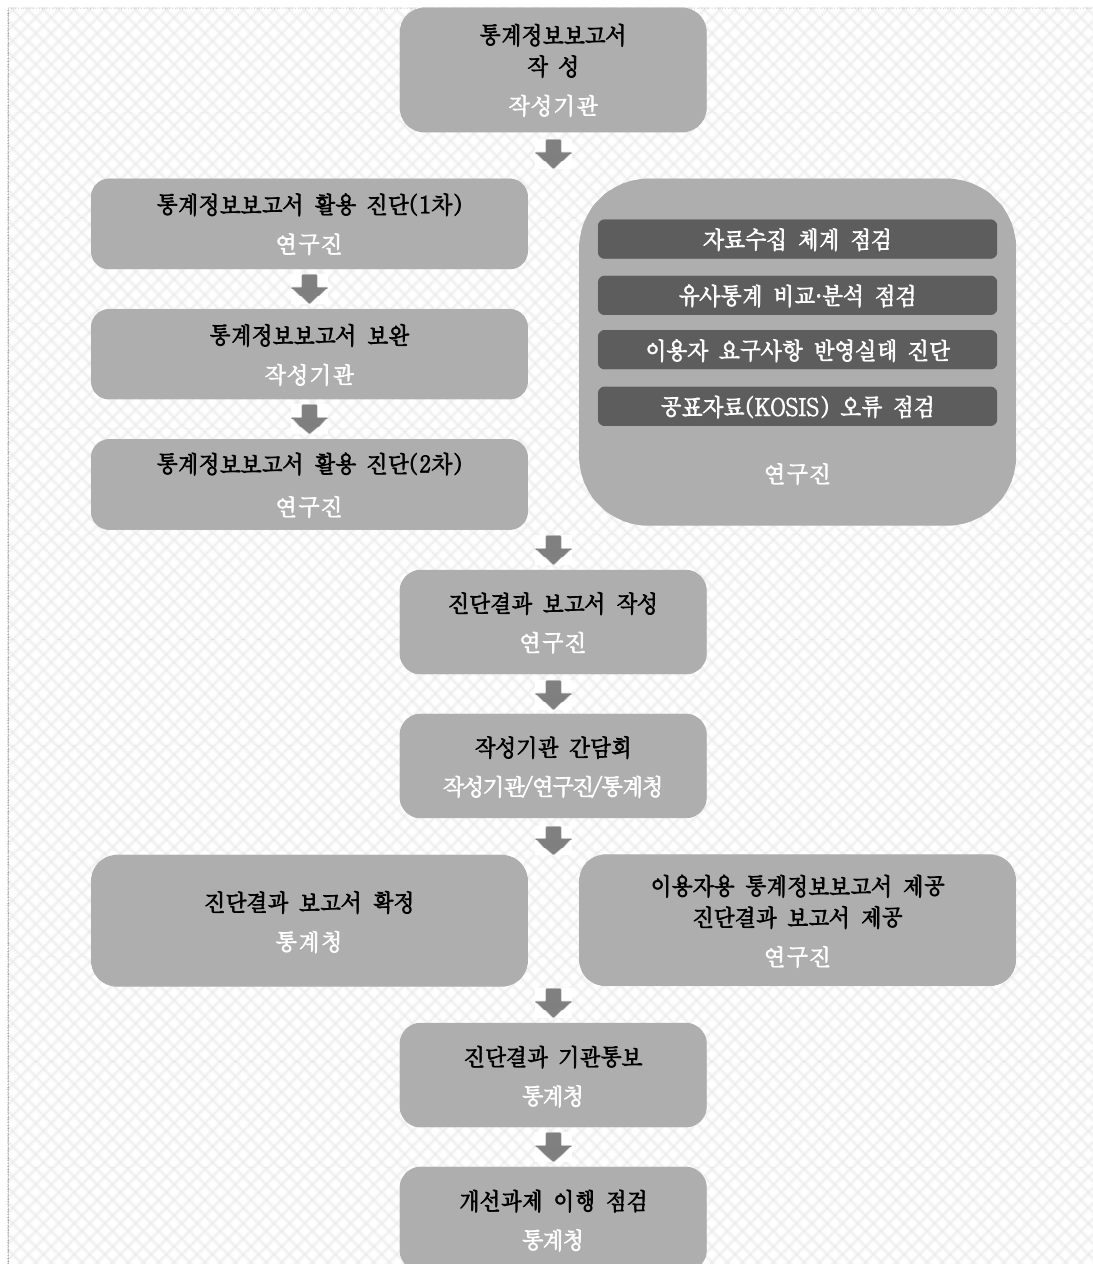 통계정보보고서
작 성
작성기관
통계정보보고서 활용 진단(1차)
연구진
통계정보보고서 보완
작성기관
통계정보보고서 활용 진단(2차)
연구진
자료수집 체계 점검
유사통계 비교·분석 점검
이용자 요구사항 반영실태 진단
공표자료(KOSIS) 오류 점검
연구진
진단결과 보고서 작성
연구진
작성기관 간담회
작성기관/연구진/통계청
진단결과 보고서 확정
통계청
이용자용 통계정보보고서 제공
진단결과 보고서 제공
연구진
진단결과 기관통보
통계청
개선과제 이행 점검
통계청